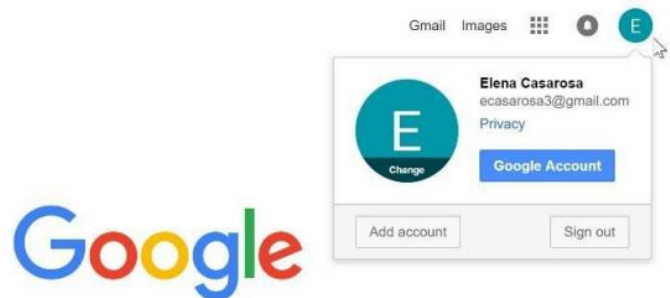 Gmail Images E
Elena Casarosa
ecasarosa3@gmail.com
Privacy
E
Change
Google Account
Add account Sign out
Google